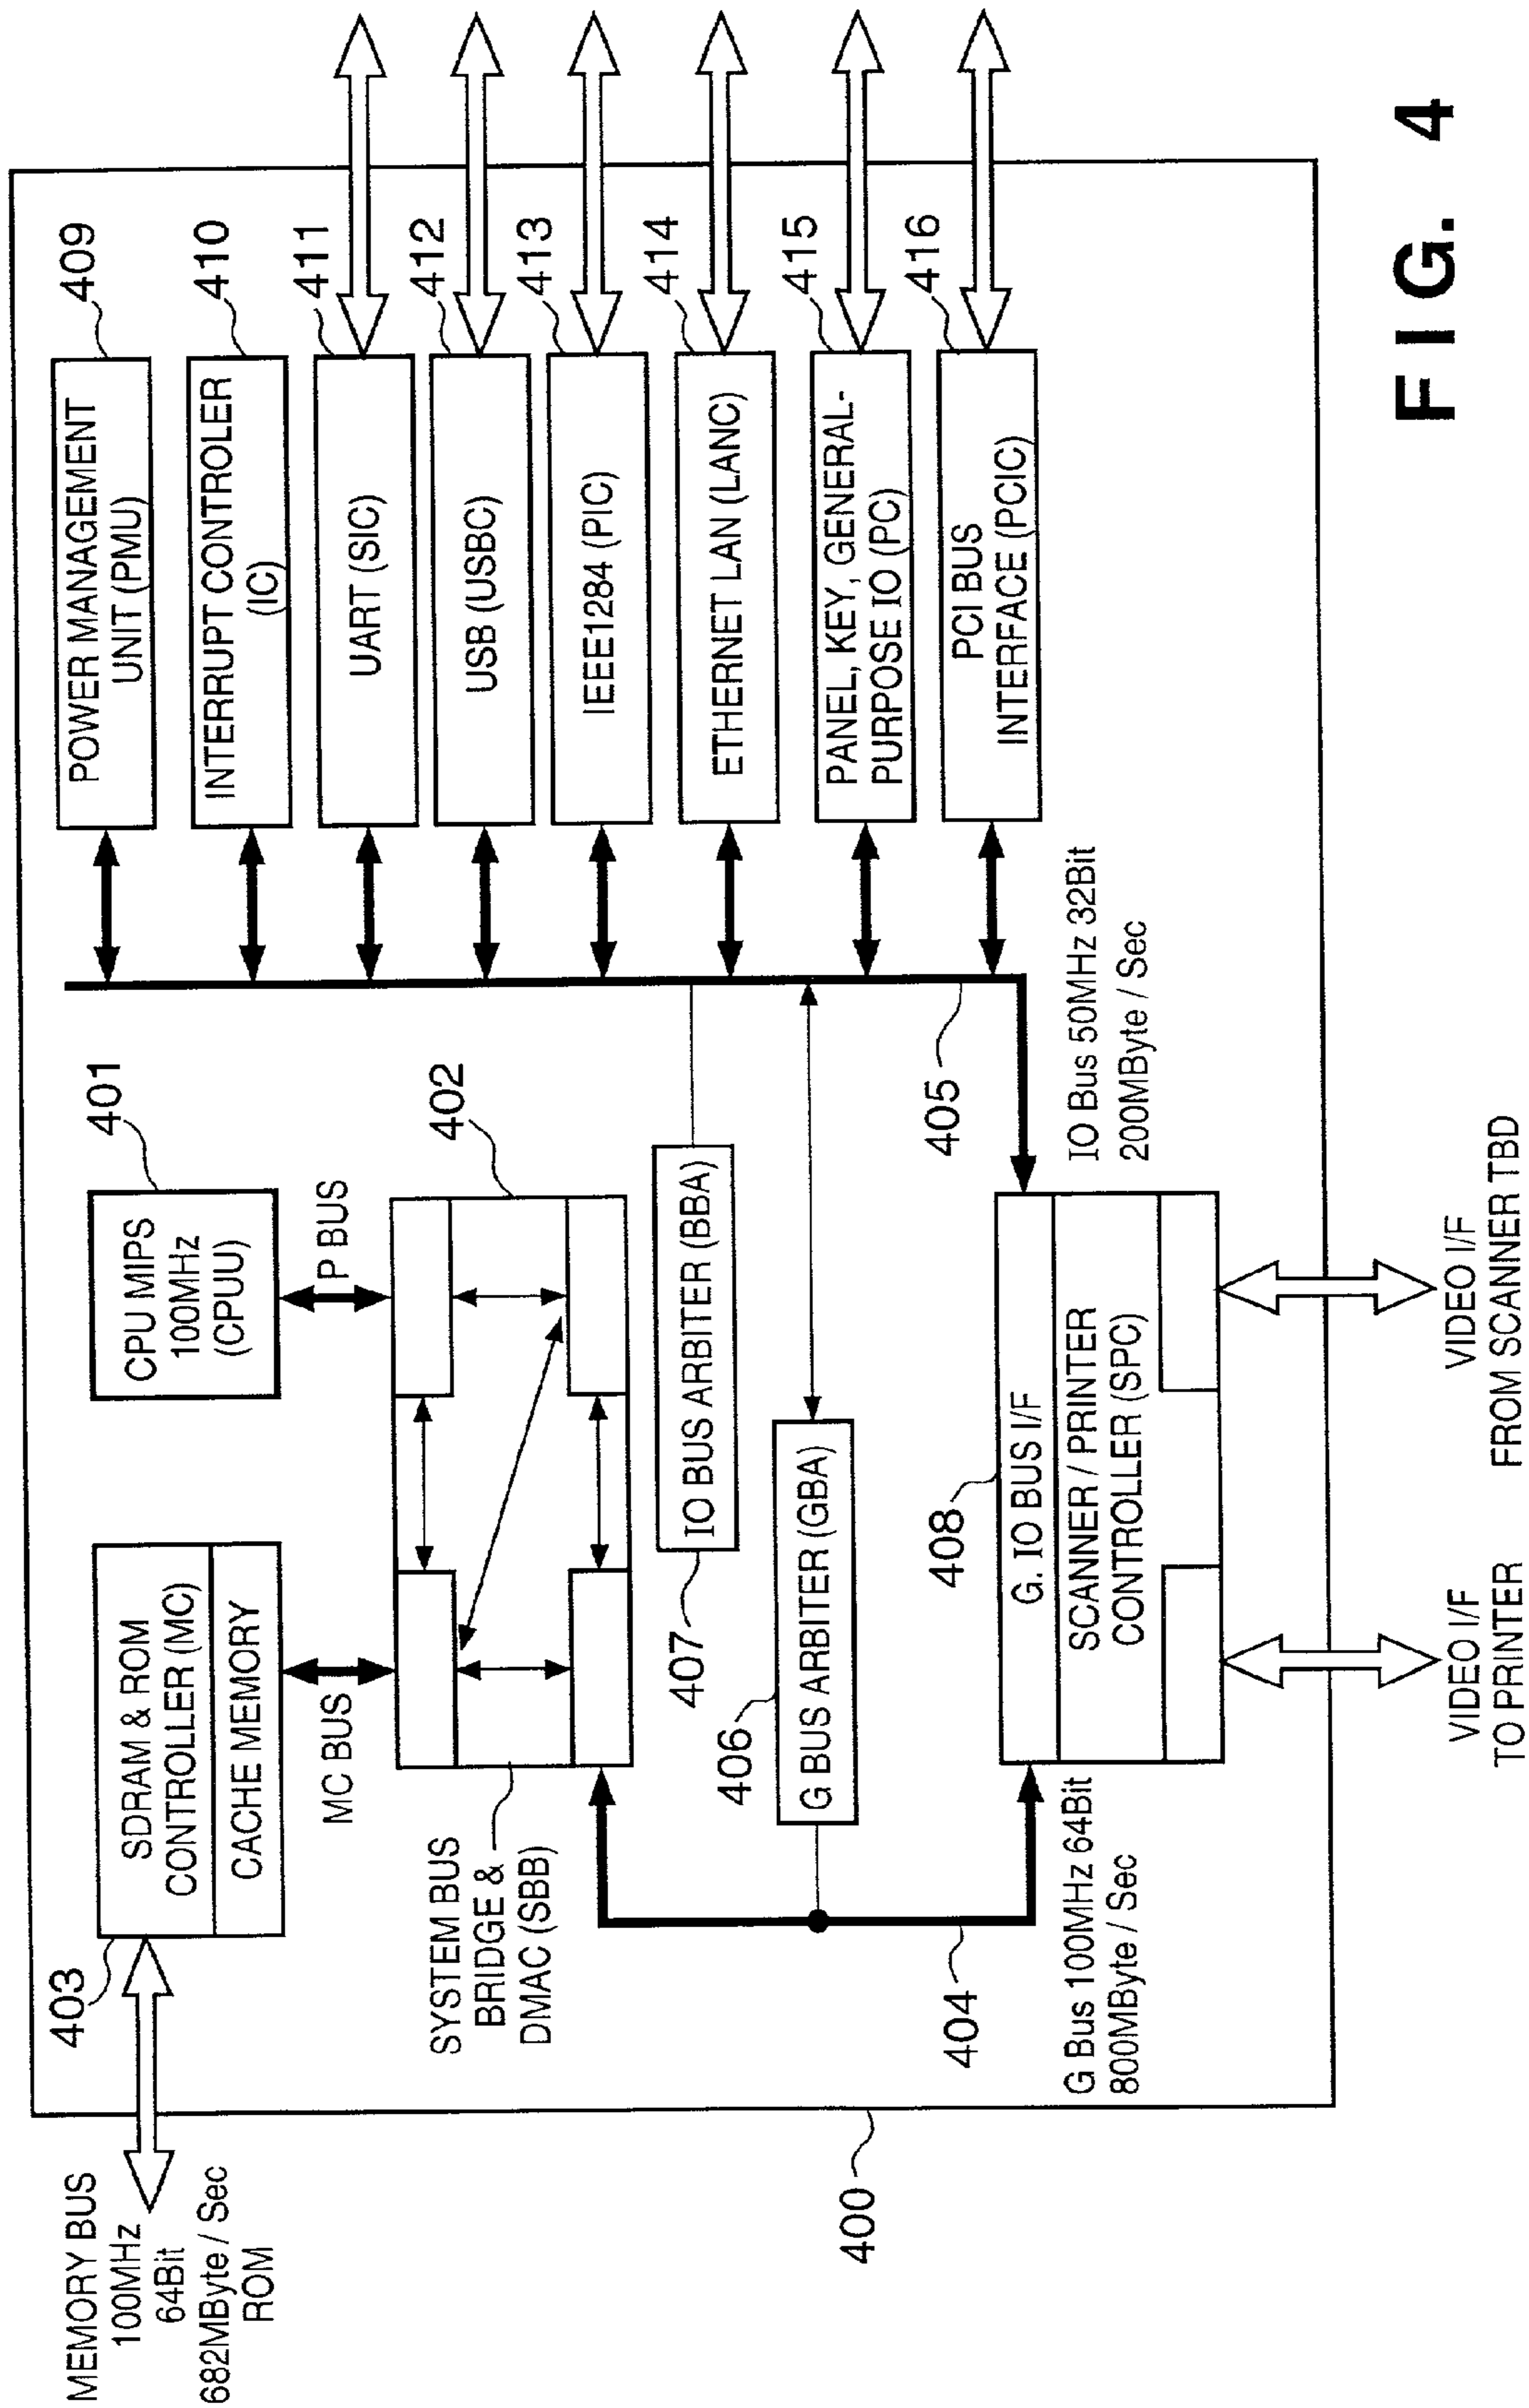 MEMORY BUS
100MHz
64Bit
682MByte / Sec
ROM
403
SDRAM & ROM
CONTROLLER (MC)
CACHE MEMORY
MC BUS
401
CPU MIPS
100MHz
(CPUU)
P BUS
402
SYSTEM BUS
BRIDGE &
DMAC (SBB)
407
IO BUS ARBITER (BBA)
406
G BUS ARBITER (GBA)
404
G Bus 100MHz 64Bit
800MByte / Sec
405
IO Bus 50MHz 32Bit
200MByte / Sec
408
G. IO BUS I/F
SCANNER / PRINTER
CONTROLLER (SPC)
VIDEO I/F
TO PRINTER
VIDEO I/F
FROM SCANNER TBD
409
POWER MANAGEMENT
UNIT (PMU)
410
INTERRUPT CONTROLER
(IC)
411
UART (SIC)
412
USB (USBC)
413
IEEE1284 (PIC)
414
ETHERNET LAN (LANC)
415
PANEL, KEY, GENERAL-
PURPOSE IO (PC)
416
PCI BUS
INTERFACE (PCIC)
400
FIG. 4